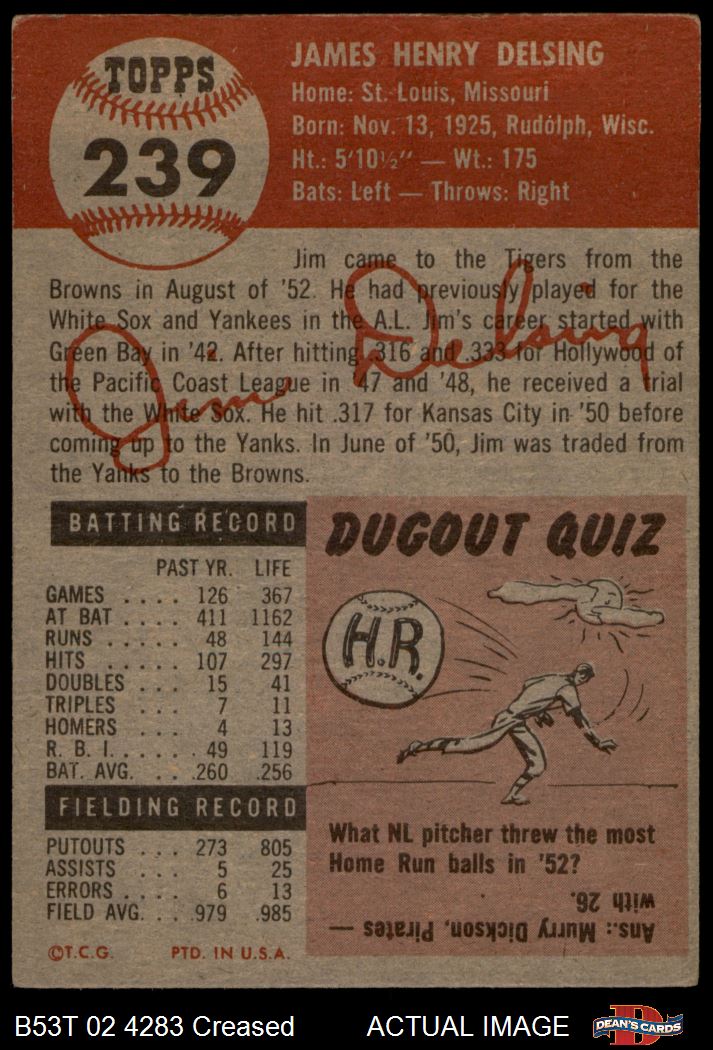 TOPPS
239
JAMES HENRY DELSING
Home: St. Louis, Missouri
Born: Nov. 13, 1925, Rudolph, Wisc.
Ht.: 5'10½" — Wt.: 175
Bats: Left — Throws: Right
Jim came to the Tigers from the
Browns in August of '52. He had previously played for the
White Sox and Yankees in the A.L. Jim's career started with
Green Bay in '42. After hitting .316 and .333 for Hollywood of
the Pacific Coast League in '47 and '48, he received a trial
with the White Sox. He hit .317 for Kansas City in '50 before
coming up to the Yanks. In June of '50, Jim was traded from
the Yanks to the Browns.
Jim Delsing
BATTING RECORD
PAST YR. LIFE
GAMES . . . . 126 367
AT BAT . . . . 411 1162
RUNS . . . . . 48 144
HITS . . . . . 107 297
DOUBLES . . . 15 41
TRIPLES . . . 7 11
HOMERS . . . 4 13
R. B. I. . . . . . 49 119
BAT. AVG. . . .260 .256
FIELDING RECORD
PUTOUTS . . . 273 805
ASSISTS . . . 5 25
ERRORS . . . . 6 13
FIELD AVG. . . .979 .985
©T.C.G. PTD. IN U.S.A.
DUGOUT QUIZ
H.R.
What NL pitcher threw the most
Home Run balls in '52?
Ans.: Murry Dickson, Pirates —
with 26.
B53T 02 4283 Creased ACTUAL IMAGE
D
DEAN'S CARDS